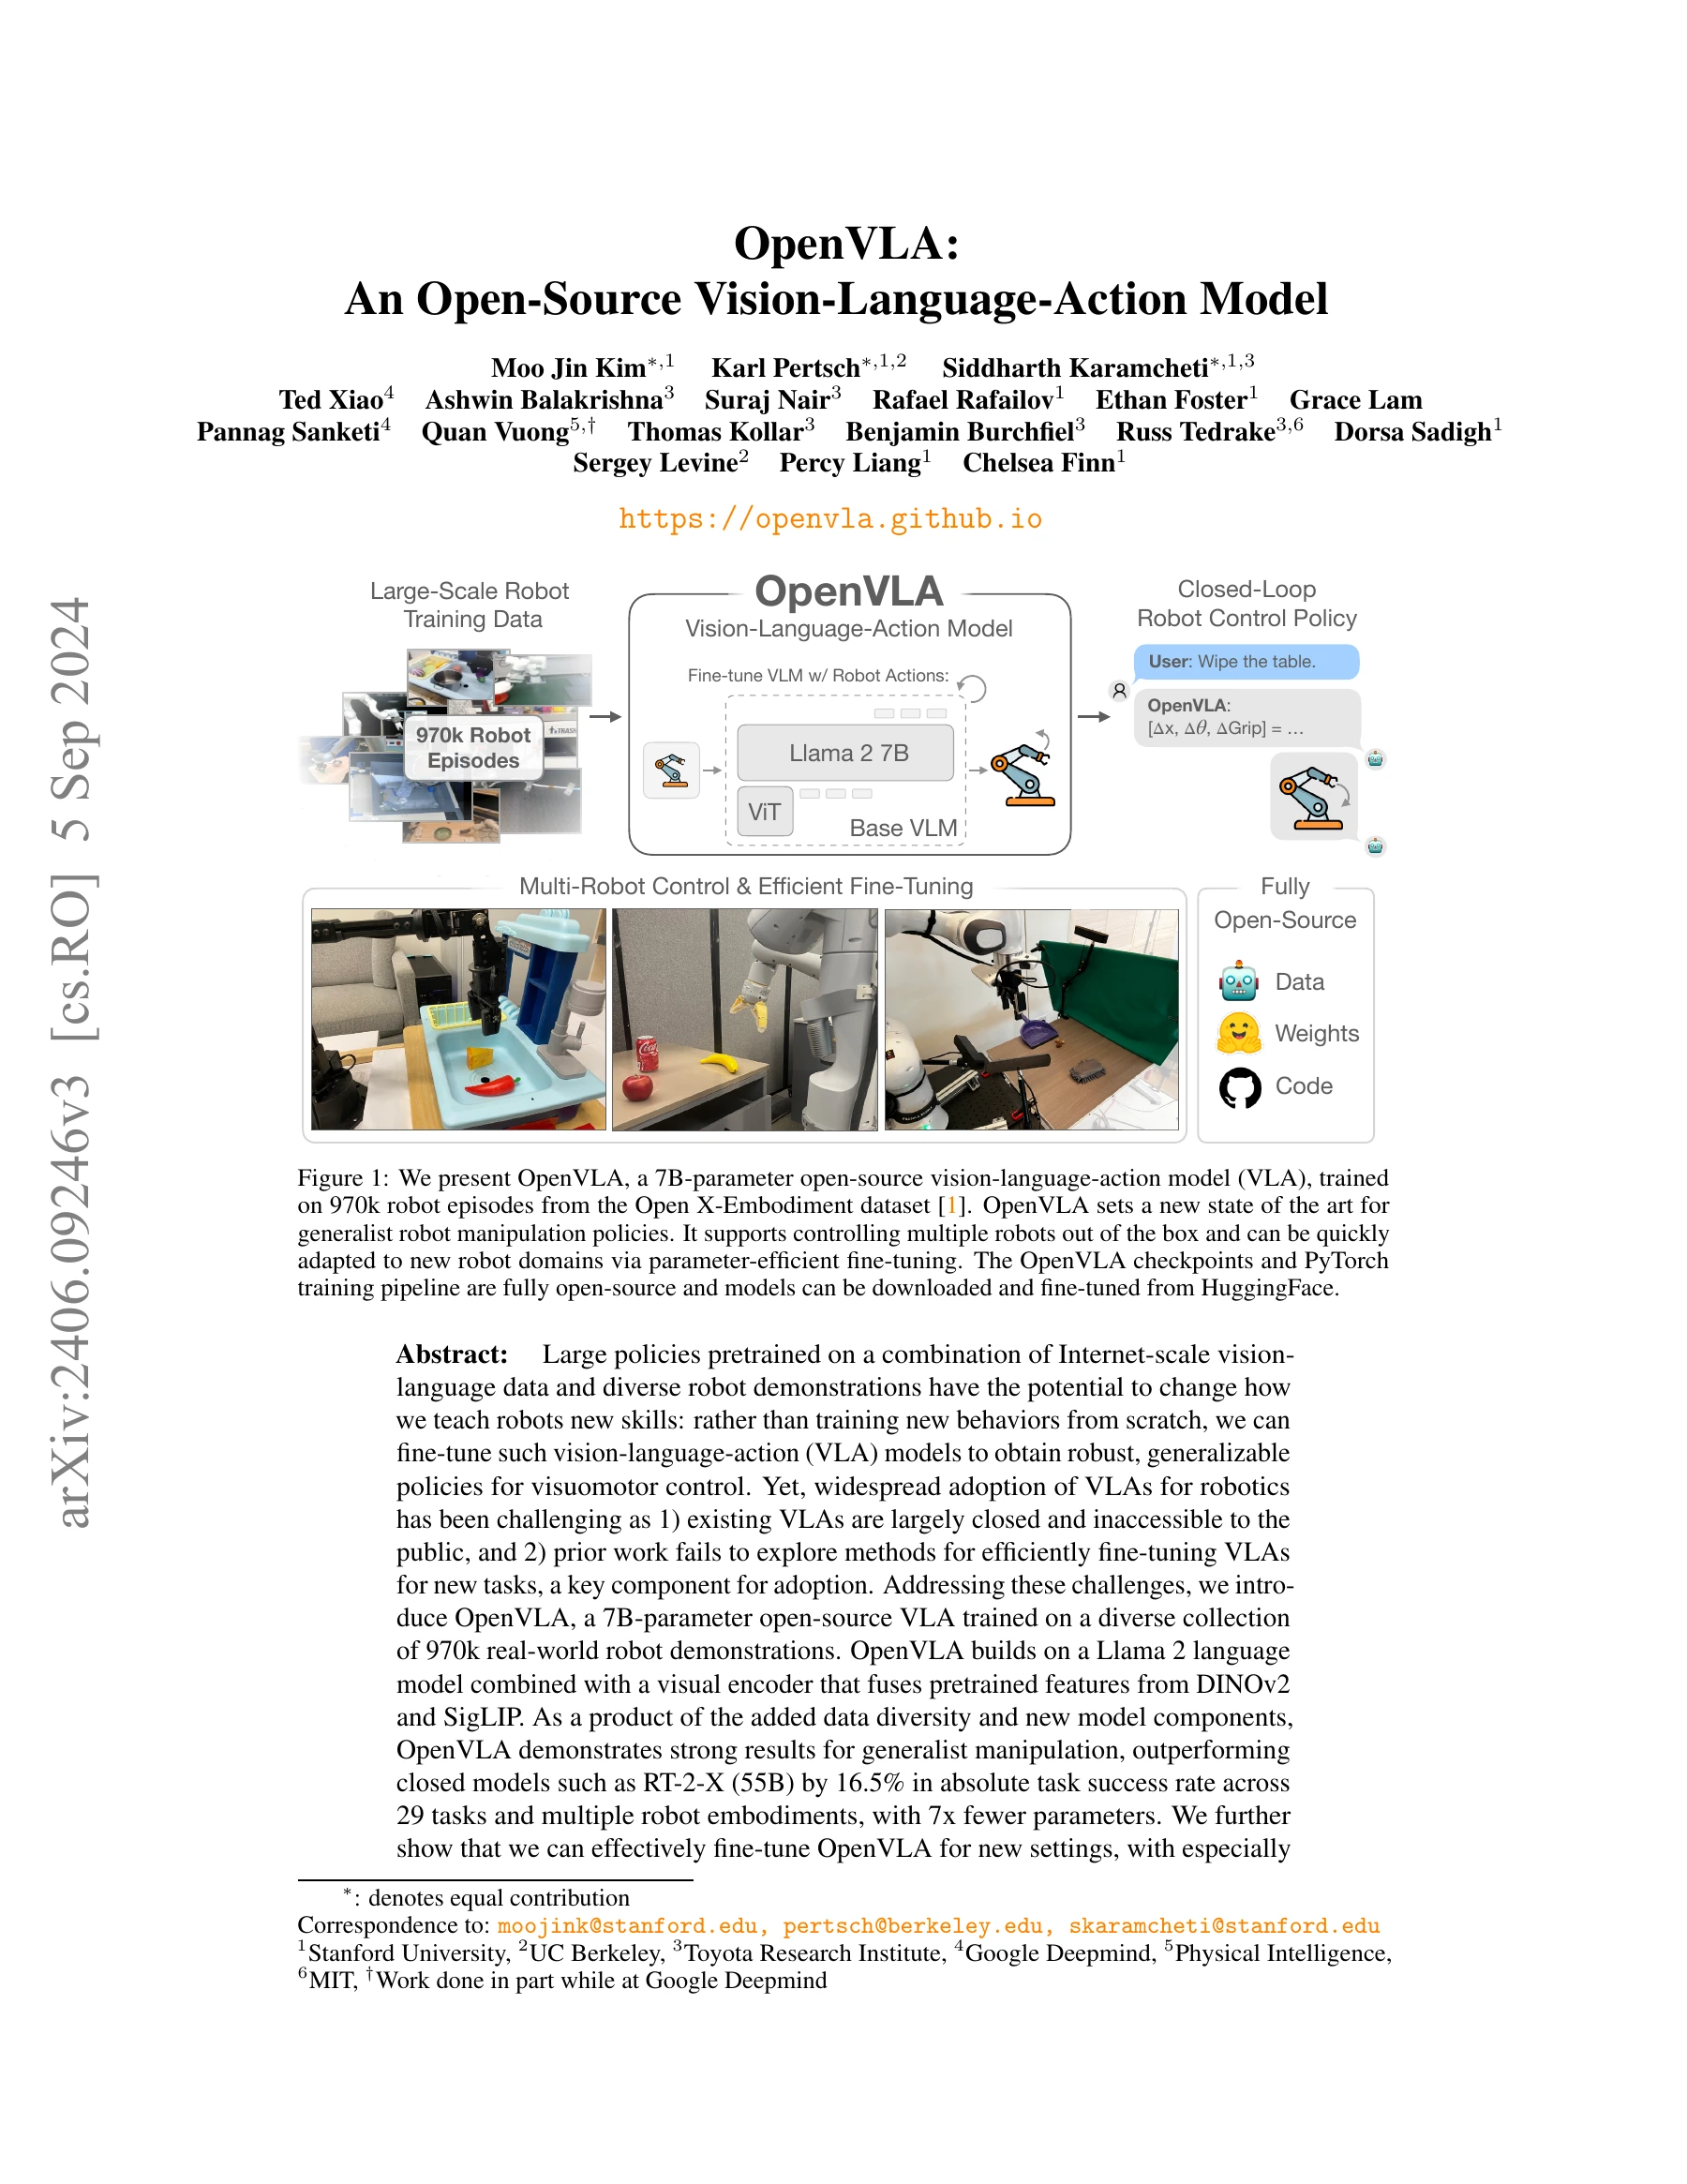 OpenVLA:
An Open-Source Vision-Language-Action Model
Moo Jin Kim*,1 Karl Pertsch*,1,2 Siddharth Karamcheti*,1,3
Ted Xiao4 Ashwin Balakrishna3 Suraj Nair3 Rafael Rafailov1 Ethan Foster1 Grace Lam
Pannag Sanketi4 Quan Vuong5,† Thomas Kollar3 Benjamin Burchfiel3 Russ Tedrake3,6 Dorsa Sadigh1
Sergey Levine2 Percy Liang1 Chelsea Finn1
https://openvla.github.io
Large-Scale Robot
Training Data
970k Robot
Episodes
TRASH
OpenVLA
Vision-Language-Action Model
Fine-tune VLM w/ Robot Actions:
Llama 2 7B
ViT
Base VLM
Closed-Loop
Robot Control Policy
User: Wipe the table.
OpenVLA:
[Δx, Δθ, ΔGrip] = …
Multi-Robot Control & Efficient Fine-Tuning
Fully
Open-Source
Data
Weights
Code
Figure 1: We present OpenVLA, a 7B-parameter open-source vision-language-action model (VLA), trained
on 970k robot episodes from the Open X-Embodiment dataset [1]. OpenVLA sets a new state of the art for
generalist robot manipulation policies. It supports controlling multiple robots out of the box and can be quickly
adapted to new robot domains via parameter-efficient fine-tuning. The OpenVLA checkpoints and PyTorch
training pipeline are fully open-source and models can be downloaded and fine-tuned from HuggingFace.
Abstract: Large policies pretrained on a combination of Internet-scale vision-
language data and diverse robot demonstrations have the potential to change how
we teach robots new skills: rather than training new behaviors from scratch, we can
fine-tune such vision-language-action (VLA) models to obtain robust, generalizable
policies for visuomotor control. Yet, widespread adoption of VLAs for robotics
has been challenging as 1) existing VLAs are largely closed and inaccessible to the
public, and 2) prior work fails to explore methods for efficiently fine-tuning VLAs
for new tasks, a key component for adoption. Addressing these challenges, we intro-
duce OpenVLA, a 7B-parameter open-source VLA trained on a diverse collection
of 970k real-world robot demonstrations. OpenVLA builds on a Llama 2 language
model combined with a visual encoder that fuses pretrained features from DINOv2
and SigLIP. As a product of the added data diversity and new model components,
OpenVLA demonstrates strong results for generalist manipulation, outperforming
closed models such as RT-2-X (55B) by 16.5% in absolute task success rate across
29 tasks and multiple robot embodiments, with 7x fewer parameters. We further
show that we can effectively fine-tune OpenVLA for new settings, with especially
*: denotes equal contribution
Correspondence to: moojink@stanford.edu, pertsch@berkeley.edu, skaramcheti@stanford.edu
1Stanford University, 2UC Berkeley, 3Toyota Research Institute, 4Google Deepmind, 5Physical Intelligence,
6MIT, †Work done in part while at Google Deepmind
arXiv:2406.09246v3 [cs.RO] 5 Sep 2024